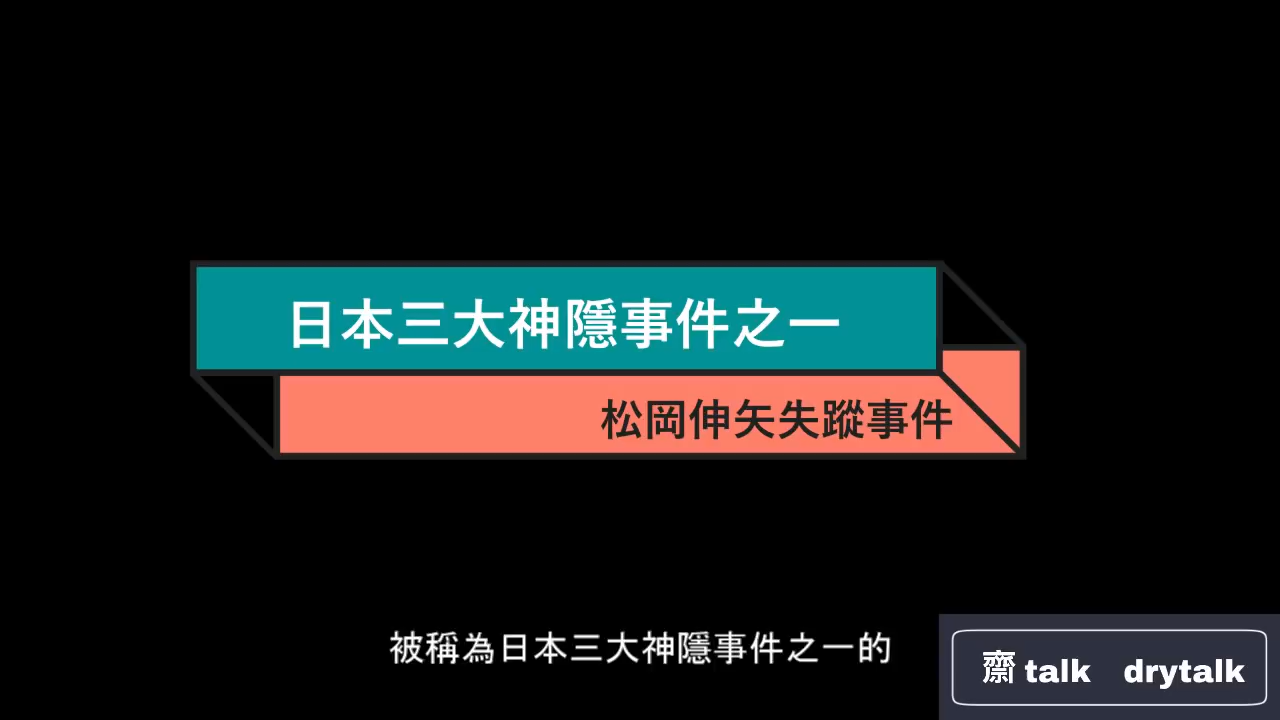 日本三大神隱事件之一
松岡伸矢失蹤事件
被稱為日本三大神隱事件之一的
齋 talk drytalk